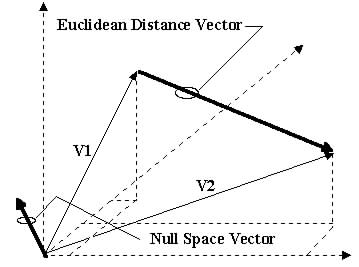 Euclidean Distance Vector
V1
V2
Null Space Vector